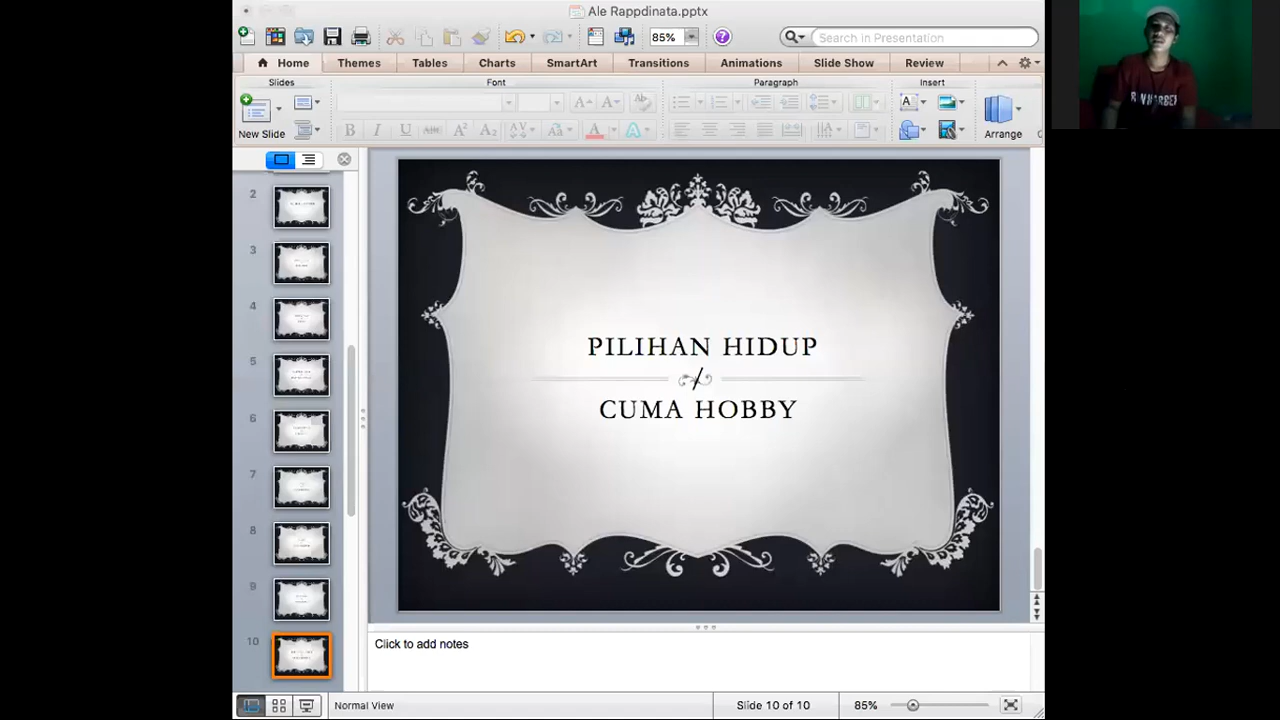 Ale Rappdinata.pptx
85%
Search in Presentation
Home Themes Tables Charts SmartArt Transitions Animations Slide Show Review
Slides Font Paragraph Insert
New Slide
Arrange
2
3
4
5
6
7
8
9
10
PILIHAN HIDUP
/
CUMA HOBBY
Click to add notes
Normal View Slide 10 of 10 85%